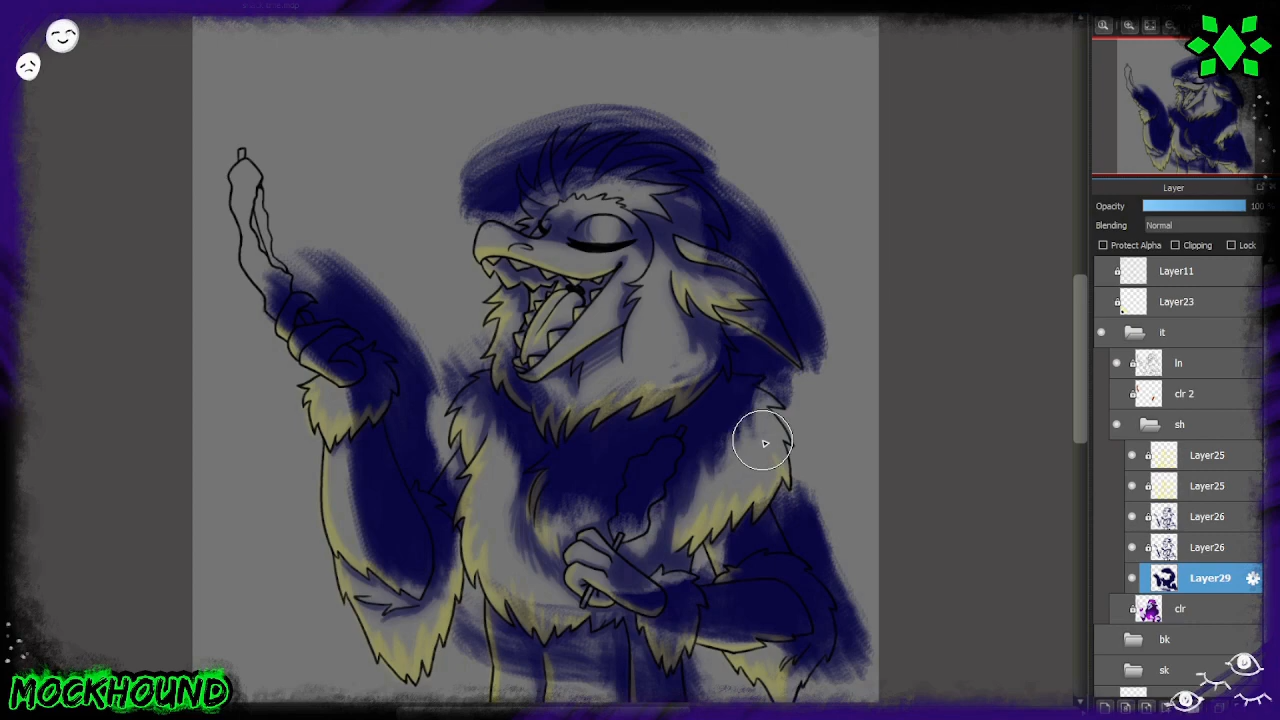 Layer
Opacity 100
Blending Normal
Protect Alpha Clipping Lock
Layer11
Layer23
it
ln
clr 2
sh
Layer25
Layer25
Layer26
Layer26
Layer29
clr
bk
sk
MOCKHOUND